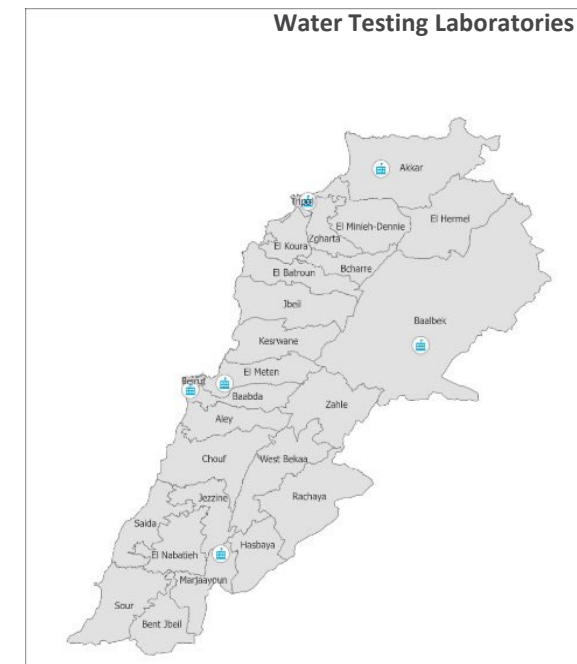 Water Testing Laboratories
Akkar
Tripoli
El Hermel
El Minieh-Dennie
Zgharta
El Koura
Bcharre
El Batroun
Jbeil
Baalbek
Kesrwane
El Meten
Beirut
Baabda
Zahle
Aley
Chouf
West Bekaa
Jezzine
Rachaya
Saida
Hasbaya
El Nabatieh
Marjaayoun
Sour
Bent Jbeil